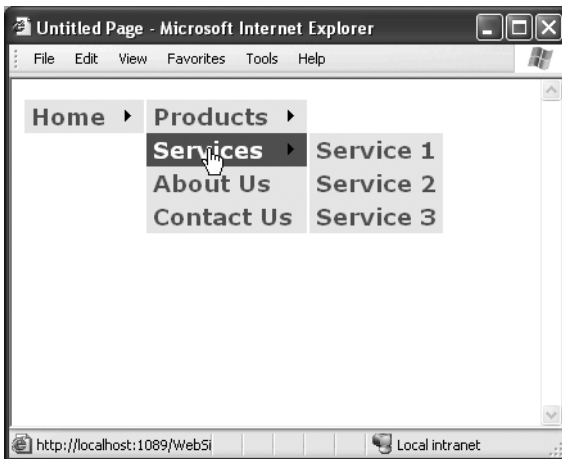 Untitled Page - Microsoft Internet Explorer
File Edit View Favorites Tools Help
Home Products
Services Service 1
About Us Service 2
Contact Us Service 3
http://localhost:1089/WebSi Local intranet